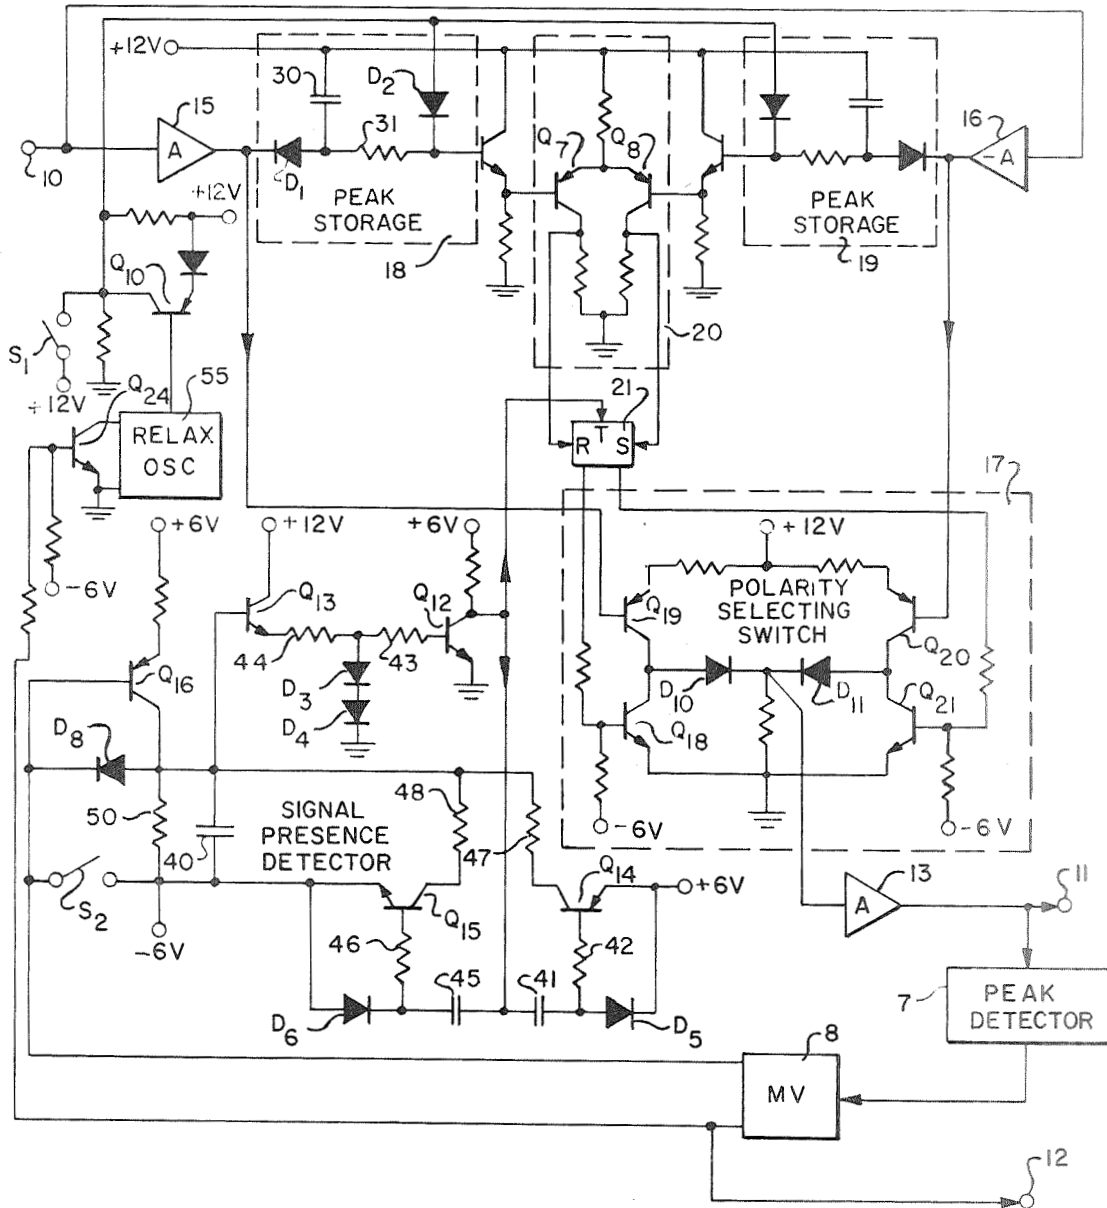 +12V
30
D2
15
A
31
10
D1
PEAK
STORAGE
18
Q7
Q8
20
16
-A
PEAK
STORAGE
19
+12V
Q10
S1
+12V
Q24
55
RELAX
OSC
-6V
21
R T S
17
+6V
+12V
+6V
Q13
Q12
44
43
D3
D4
Q16
D8
50
40
S2
-6V
SIGNAL
PRESENCE
DETECTOR
48
47
Q14
+6V
Q15
46
45
41
42
D6
D5
+12V
POLARITY
SELECTING
SWITCH
Q19
Q20
D10
D11
Q18
Q21
-6V
-6V
13
A
11
7
PEAK
DETECTOR
8
MV
12